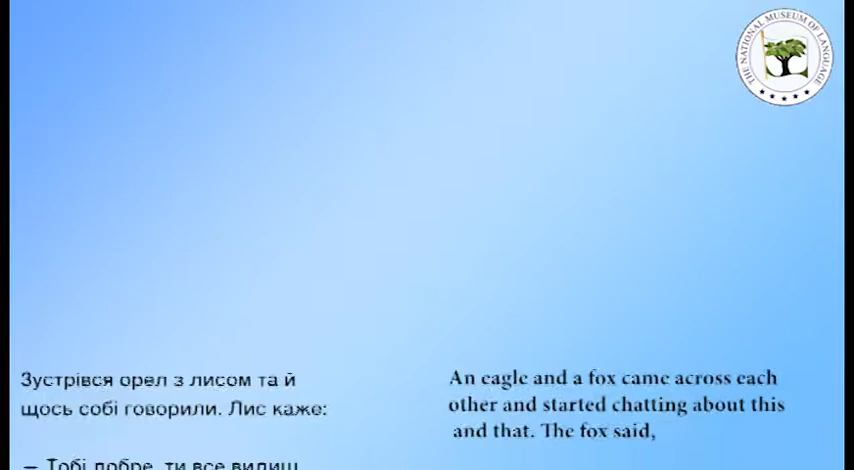 THE NATIONAL MUSEUM OF LANGUAGE
Зустрівся орел з лисом та й
щось собі говорили. Лис каже:
— Тобі добре, ти все видиш
An eagle and a fox came across each
other and started chatting about this
and that. The fox said,